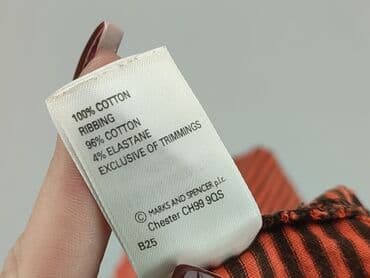 100% COTTON
RIBBING
96% COTTON
4% ELASTANE
EXCLUSIVE OF TRIMMINGS
© MARKS AND SPENCER p.l.c.
Chester CH99 9QS
B25